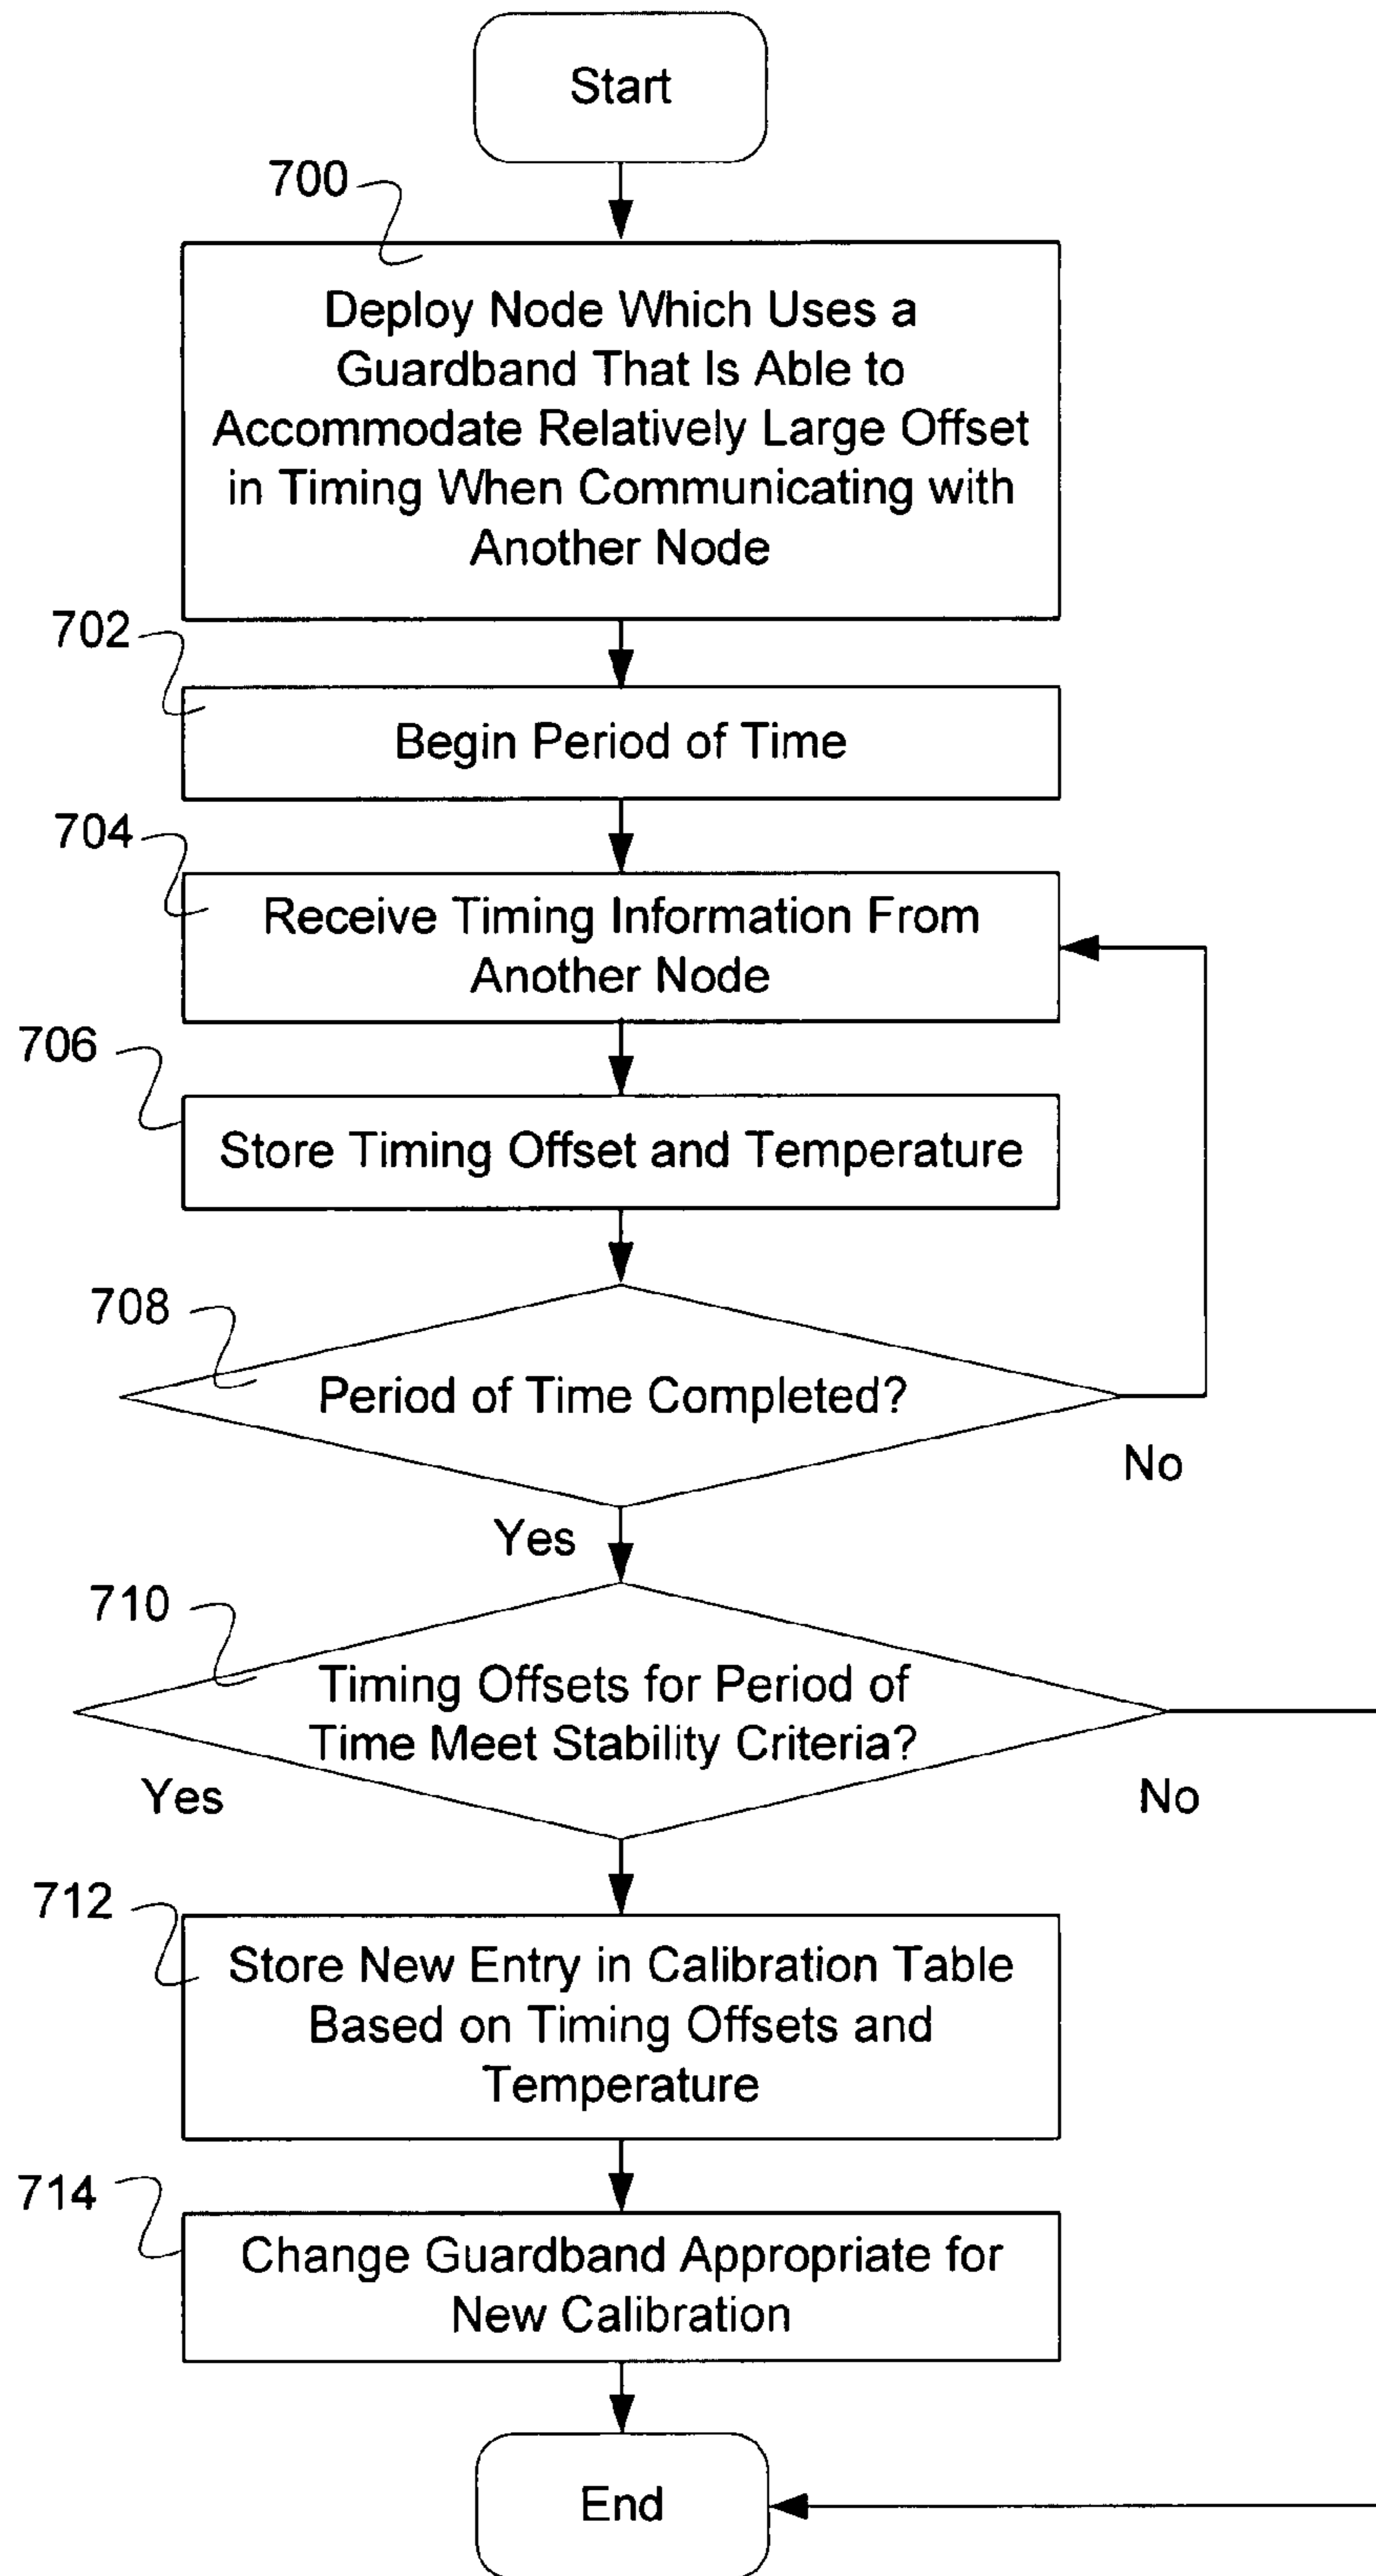 Start
700
Deploy Node Which Uses a
Guardband That Is Able to
Accommodate Relatively Large Offset
in Timing When Communicating with
Another Node
702
Begin Period of Time
704
Receive Timing Information From
Another Node
706
Store Timing Offset and Temperature
708
Period of Time Completed?
No
Yes
710
Timing Offsets for Period of
Time Meet Stability Criteria?
Yes
No
712
Store New Entry in Calibration Table
Based on Timing Offsets and
Temperature
714
Change Guardband Appropriate for
New Calibration
End